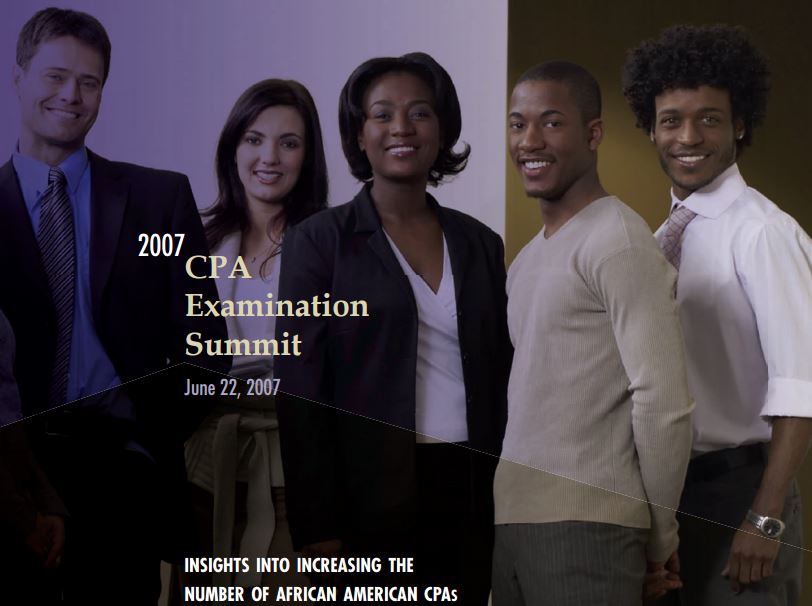 2007
CPA
Examination
Summit
June 22, 2007
INSIGHTS INTO INCREASING THE
NUMBER OF AFRICAN AMERICAN CPAs